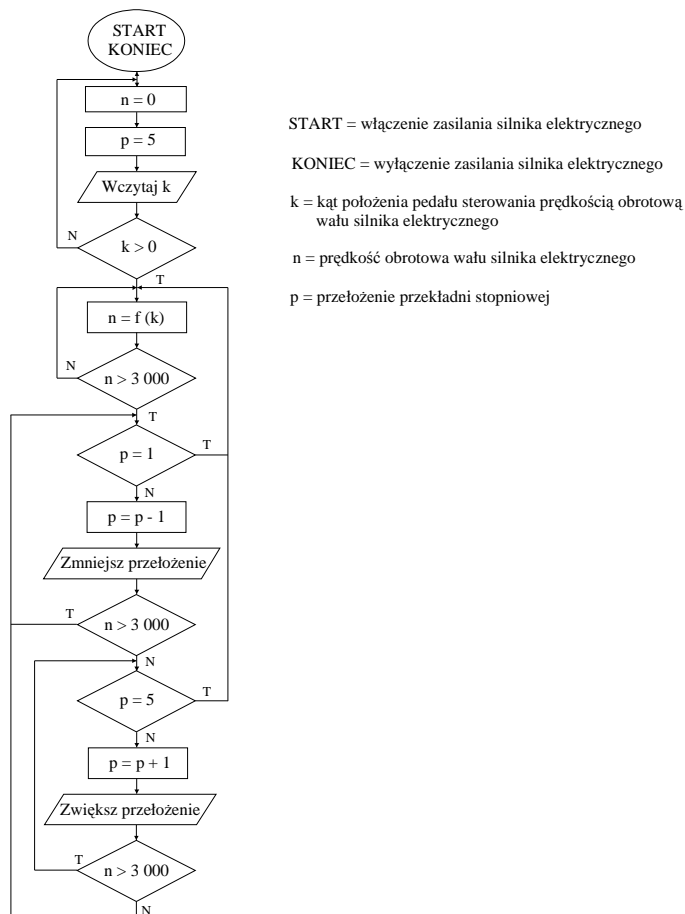 START
KONIEC
n = 0
p = 5
Wczytaj k
N
k > 0
T
n = f (k)
N
n > 3 000
T
p = 1
T
N
p = p - 1
Zmniejsz przełożenie
T
n > 3 000
N
p = 5
T
N
p = p + 1
Zwiększ przełożenie
T
n > 3 000
N
START = włączenie zasilania silnika elektrycznego
KONIEC = wyłączenie zasilania silnika elektrycznego
k = kąt położenia pedału sterowania prędkością obrotową
wału silnika elektrycznego
n = prędkość obrotowa wału silnika elektrycznego
p = przełożenie przekładni stopniowej